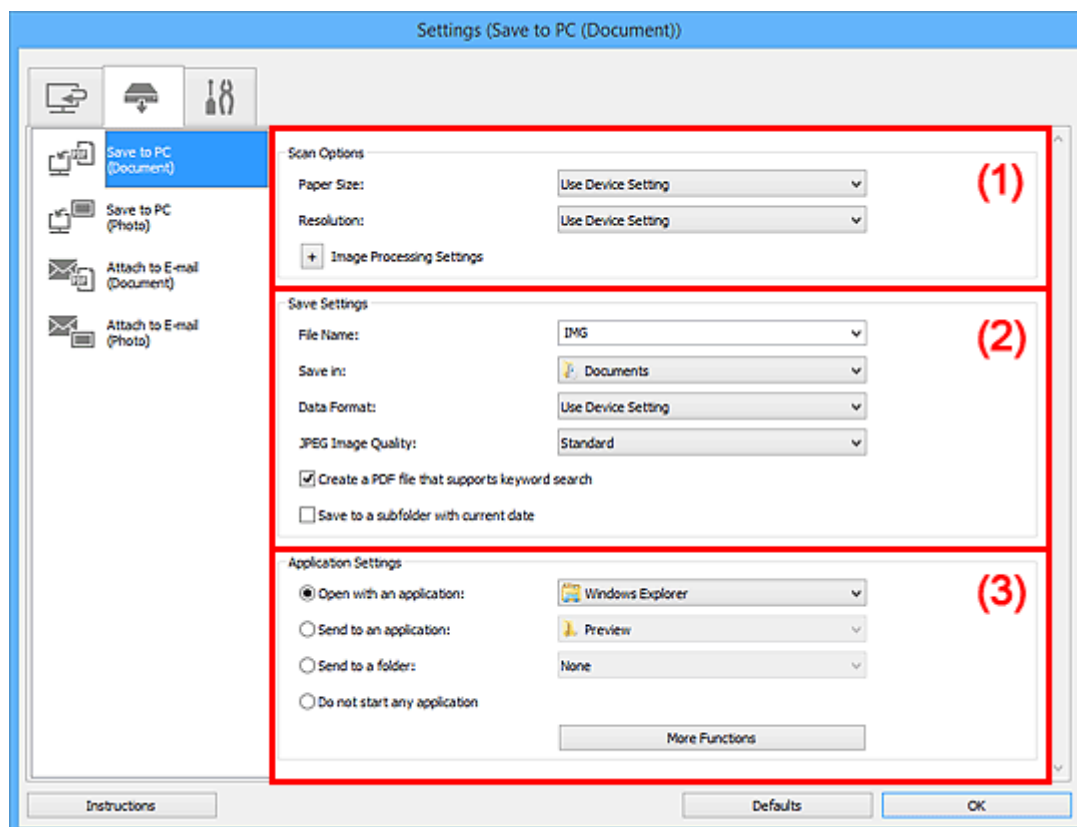 Settings (Save to PC (Document))
Save to PC
(Document)
Save to PC
(Photo)
Attach to E-mail
(Document)
Attach to E-mail
(Photo)
Scan Options
(1)
Paper Size: Use Device Setting
Resolution: Use Device Setting
+ Image Processing Settings
Save Settings
(2)
File Name: IMG
Save in: Documents
Data Format: Use Device Setting
JPEG Image Quality: Standard
Create a PDF file that supports keyword search
Save to a subfolder with current date
Application Settings
(3)
Open with an application: Windows Explorer
Send to an application: Preview
Send to a folder: None
Do not start any application
More Functions
Instructions Defaults OK